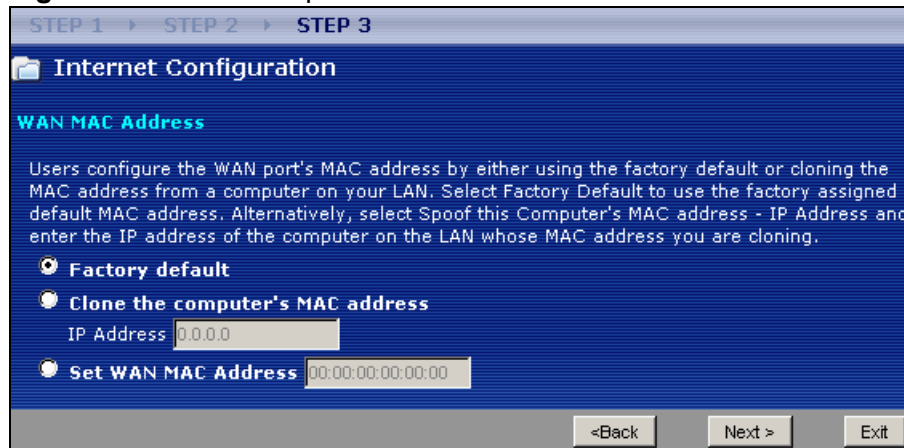 STEP 1 › STEP 2 › STEP 3
Internet Configuration
WAN MAC Address
Users configure the WAN port's MAC address by either using the factory default or cloning the
MAC address from a computer on your LAN. Select Factory Default to use the factory assigned
default MAC address. Alternatively, select Spoof this Computer's MAC address - IP Address and
enter the IP address of the computer on the LAN whose MAC address you are cloning.
Factory default
Clone the computer's MAC address
IP Address 0.0.0.0
Set WAN MAC Address 00:00:00:00:00:00
<Back Next > Exit